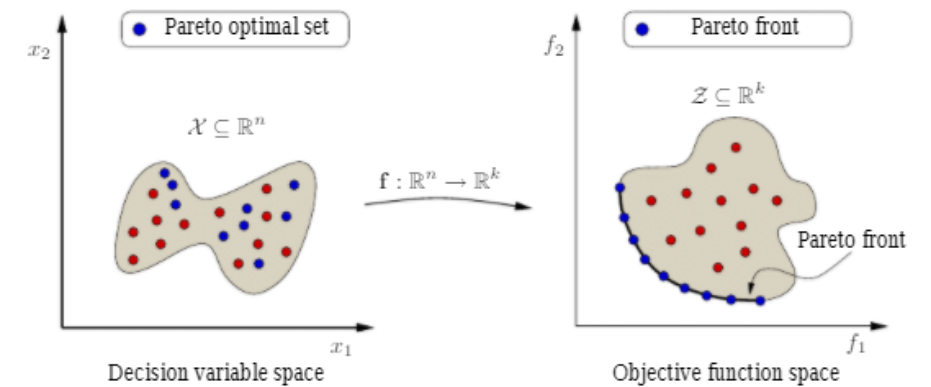 Pareto optimal set
x₂
𝒳 ⊆ ℝⁿ
x₁
Decision variable space
f : ℝⁿ → ℝᵏ
Pareto front
f₂
𝒵 ⊆ ℝᵏ
Pareto front
f₁
Objective function space